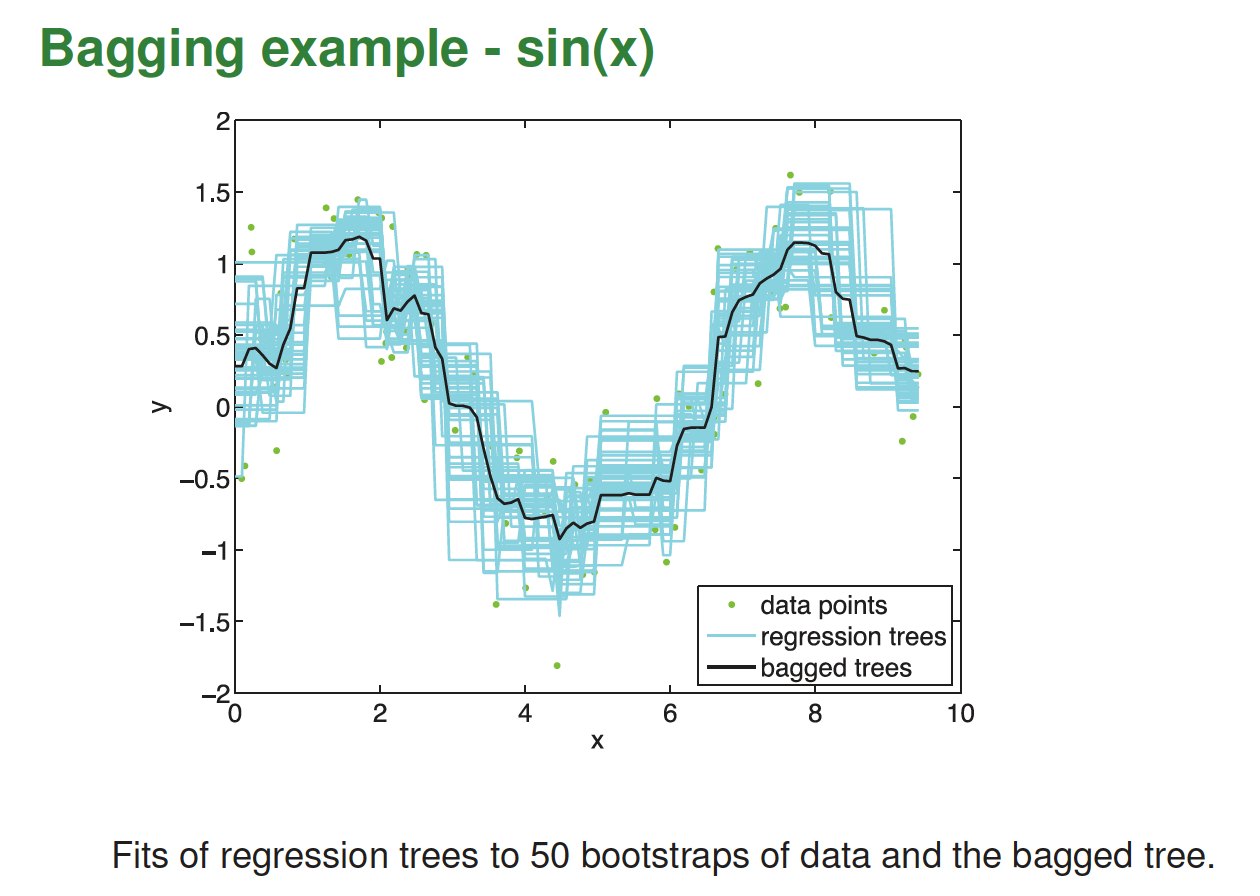 Bagging example - sin(x)
2
1.5
1
0.5
0
−0.5
−1
−1.5
−2
y
0 2 4 6 8 10
x
data points
regression trees
bagged trees
Fits of regression trees to 50 bootstraps of data and the bagged tree.